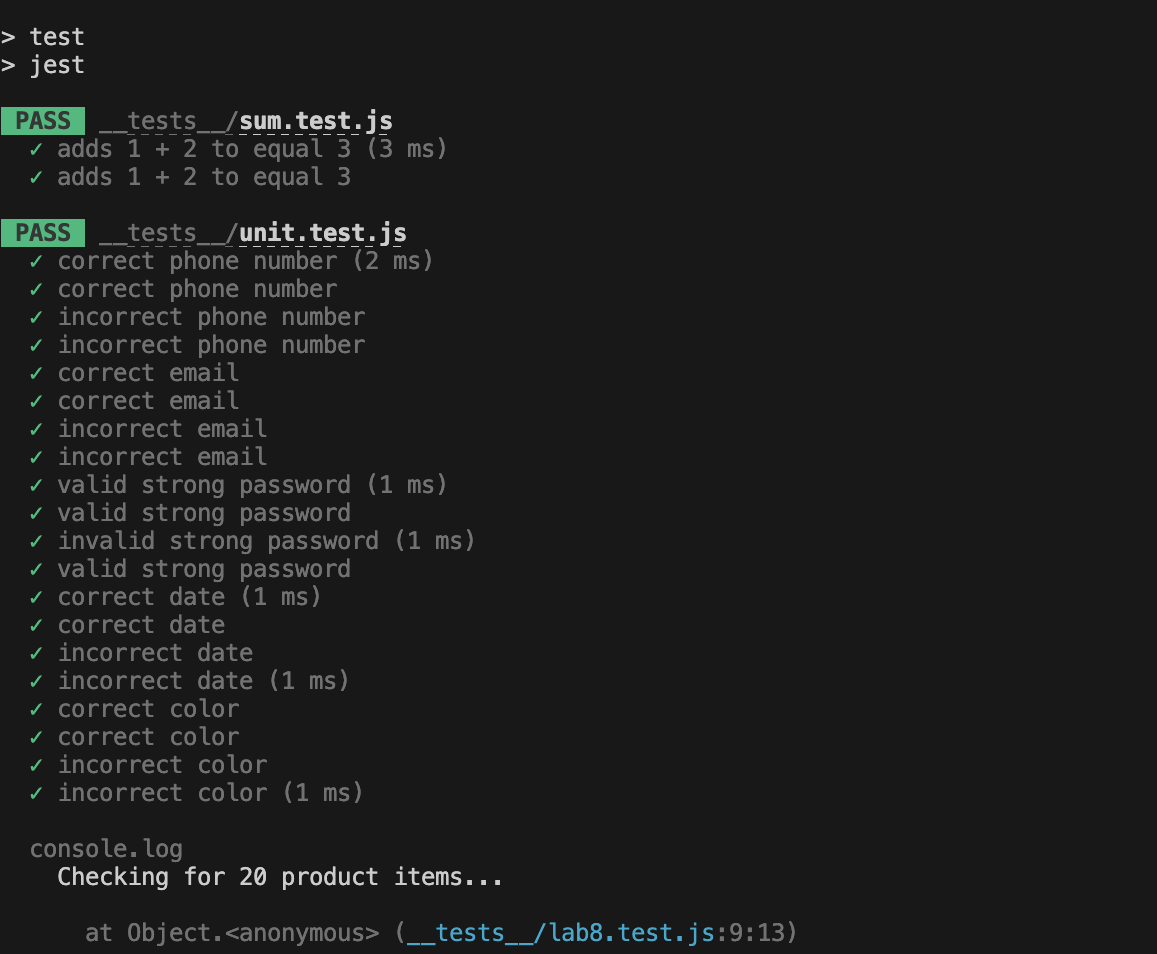 > test
> jest
PASS __tests__/sum.test.js
✓ adds 1 + 2 to equal 3 (3 ms)
✓ adds 1 + 2 to equal 3
PASS __tests__/unit.test.js
✓ correct phone number (2 ms)
✓ correct phone number
✓ incorrect phone number
✓ incorrect phone number
✓ correct email
✓ correct email
✓ incorrect email
✓ incorrect email
✓ valid strong password (1 ms)
✓ valid strong password
✓ invalid strong password (1 ms)
✓ valid strong password
✓ correct date (1 ms)
✓ correct date
✓ incorrect date
✓ incorrect date (1 ms)
✓ correct color
✓ correct color
✓ incorrect color
✓ incorrect color (1 ms)
console.log
Checking for 20 product items...
at Object.<anonymous> (__tests__/lab8.test.js:9:13)